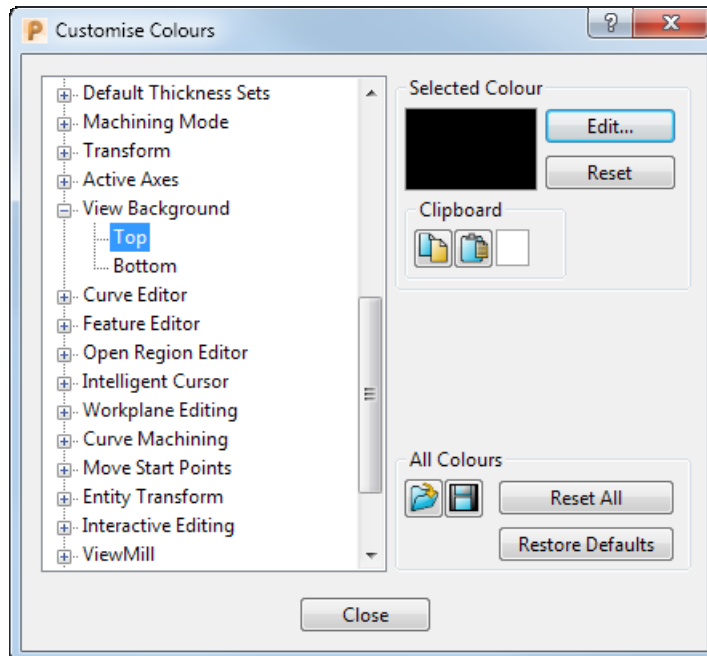 Customise Colours
Default Thickness Sets
Machining Mode
Transform
Active Axes
View Background
Top
Bottom
Curve Editor
Feature Editor
Open Region Editor
Intelligent Cursor
Workplane Editing
Curve Machining
Move Start Points
Entity Transform
Interactive Editing
ViewMill
Selected Colour
Edit...
Reset
Clipboard
All Colours
Reset All
Restore Defaults
Close